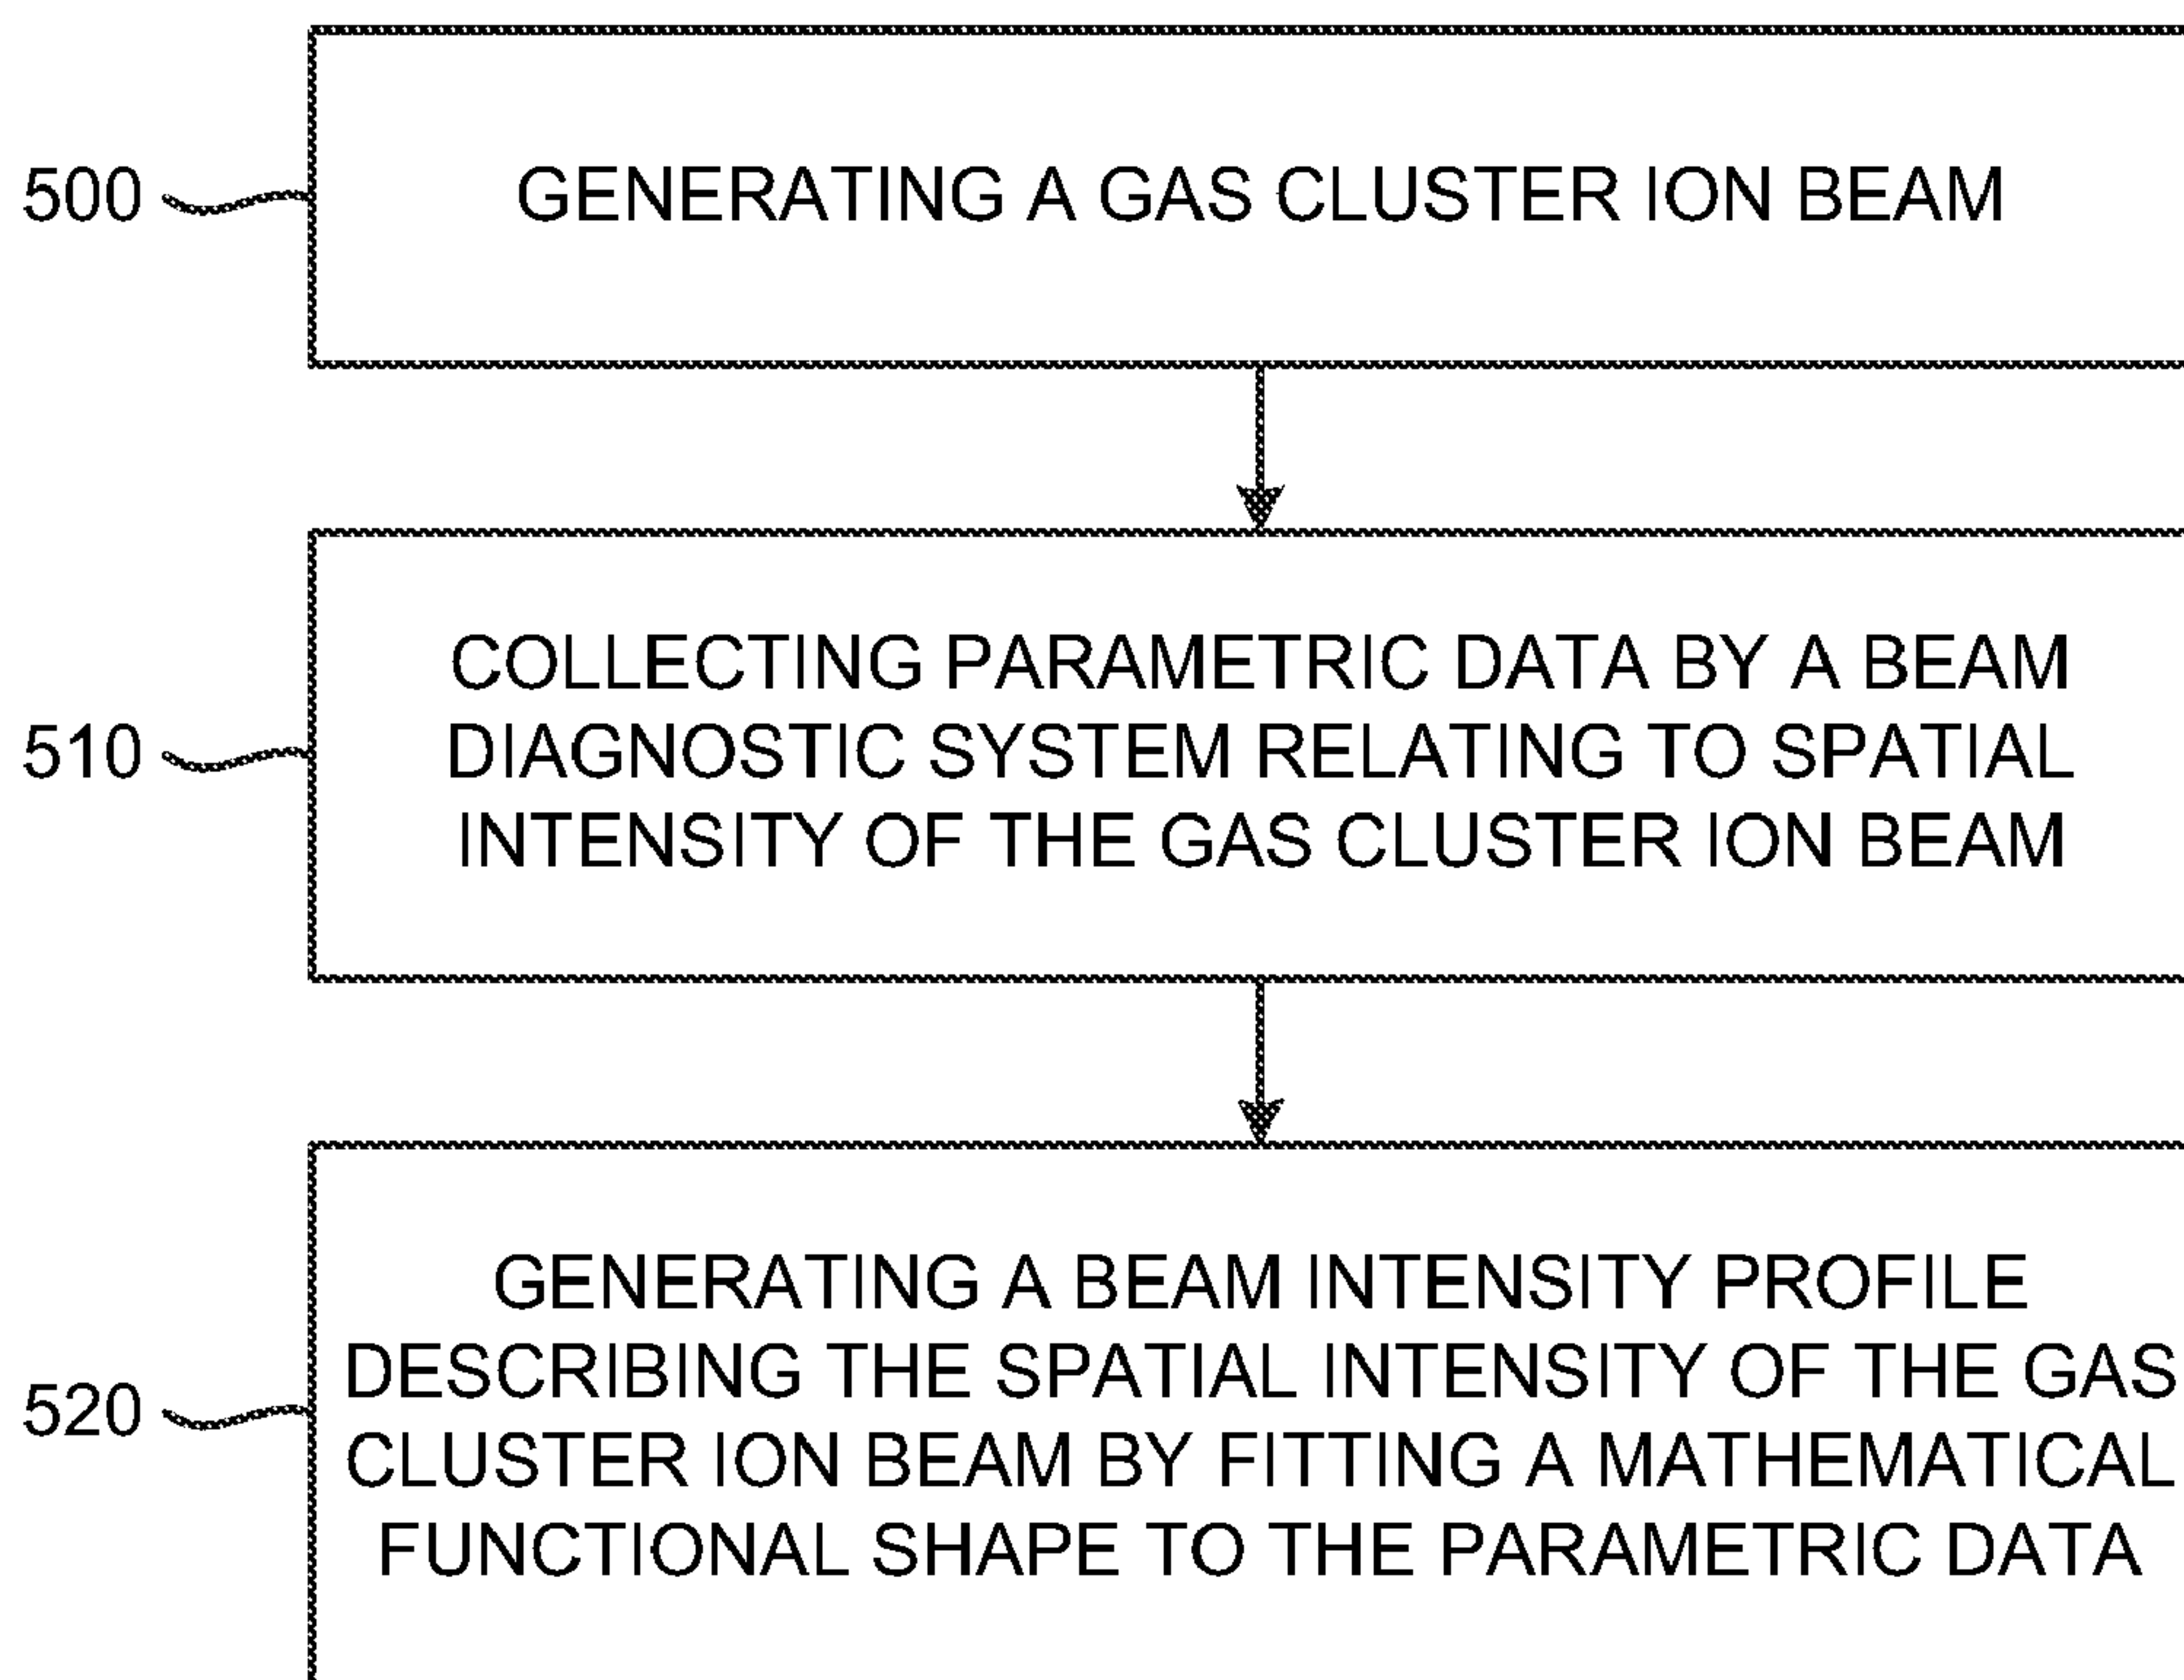 500
GENERATING A GAS CLUSTER ION BEAM
510
COLLECTING PARAMETRIC DATA BY A BEAM
DIAGNOSTIC SYSTEM RELATING TO SPATIAL
INTENSITY OF THE GAS CLUSTER ION BEAM
520
GENERATING A BEAM INTENSITY PROFILE
DESCRIBING THE SPATIAL INTENSITY OF THE GAS
CLUSTER ION BEAM BY FITTING A MATHEMATICAL
FUNCTIONAL SHAPE TO THE PARAMETRIC DATA